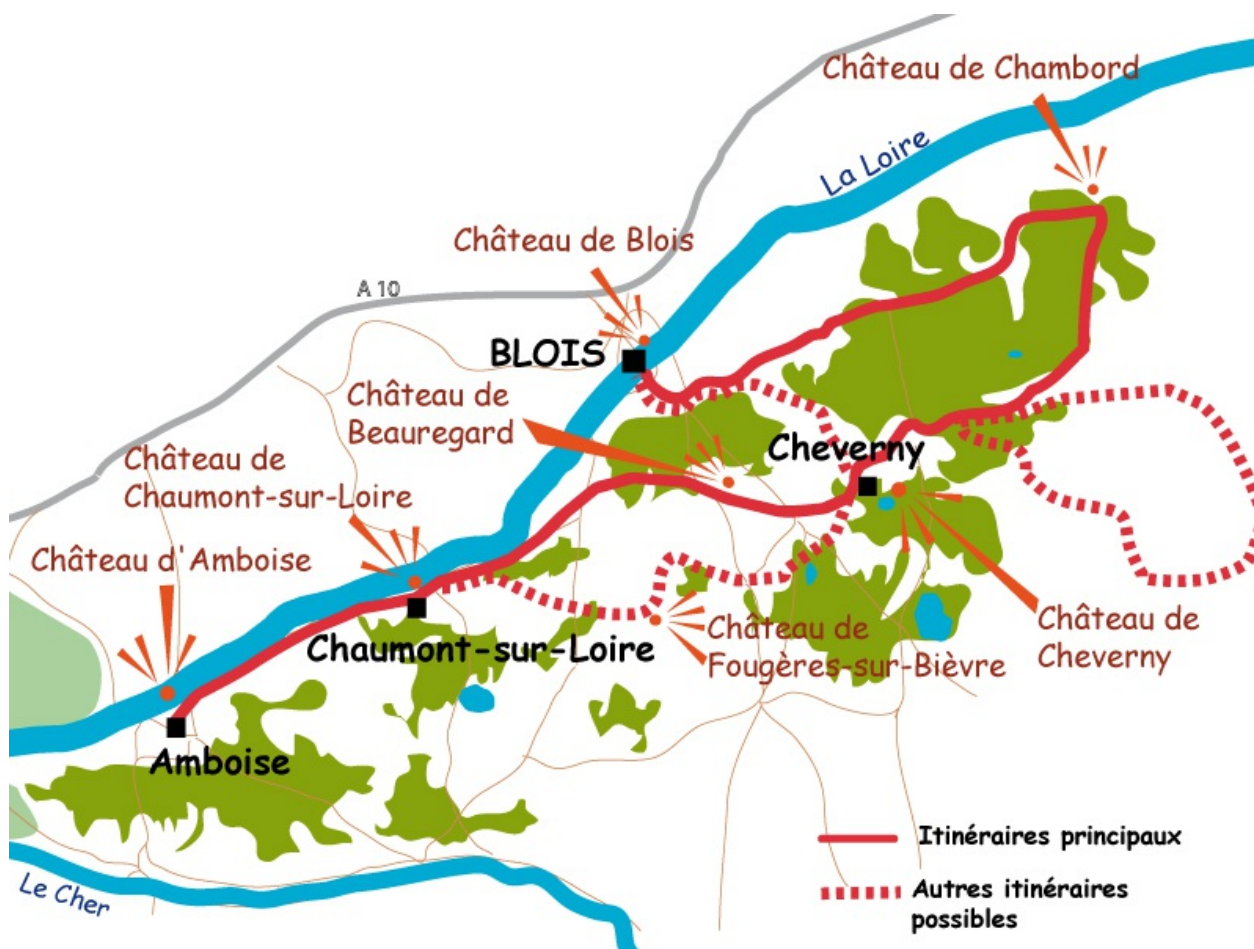 Château de Chambord
La Loire
Château de Blois
A 10
BLOIS
Château de
Beauregard
Cheverny
Château de
Chaumont-sur-Loire
Château d'Amboise
Château de
Cheverny
Château de
Fougères-sur-Bièvre
Chaumont-sur-Loire
Amboise
Itinéraires principaux
Le Cher
Autres itinéraires
possibles